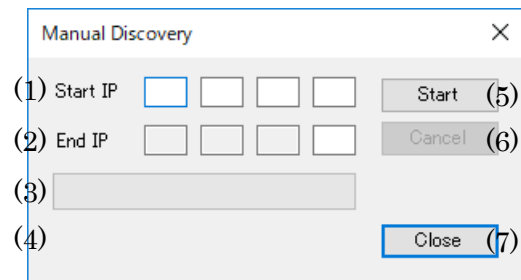 Manual Discovery
(1) Start IP Start (5)
(2) End IP Cancel (6)
(3)
(4) Close (7)